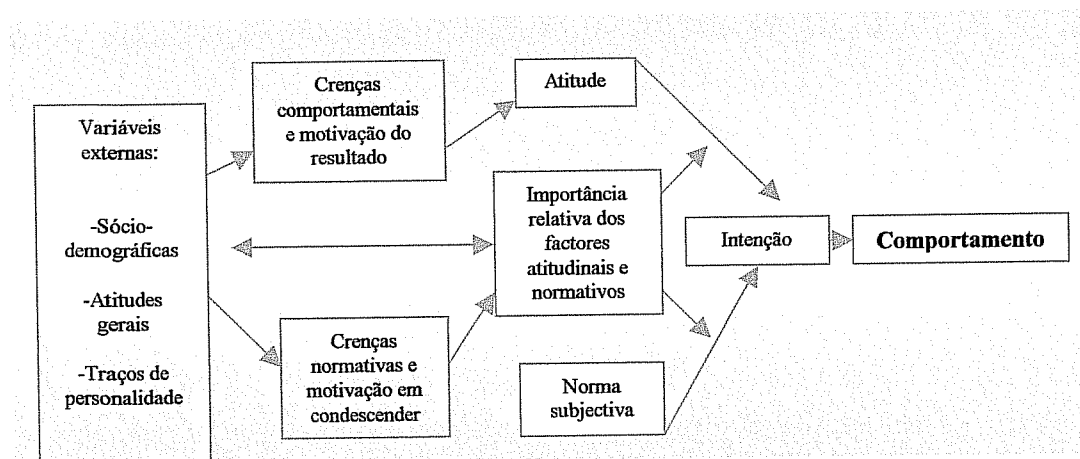 Variáveis
externas:
-Sócio-
demográficas
-Atitudes
gerais
-Traços de
personalidade
Crenças
comportamentais
e motivação do
resultado
Crenças
normativas e
motivação em
condescender
Atitude
Importância
relativa dos
factores
atitudinais e
normativos
Norma
subjectiva
Intenção
Comportamento